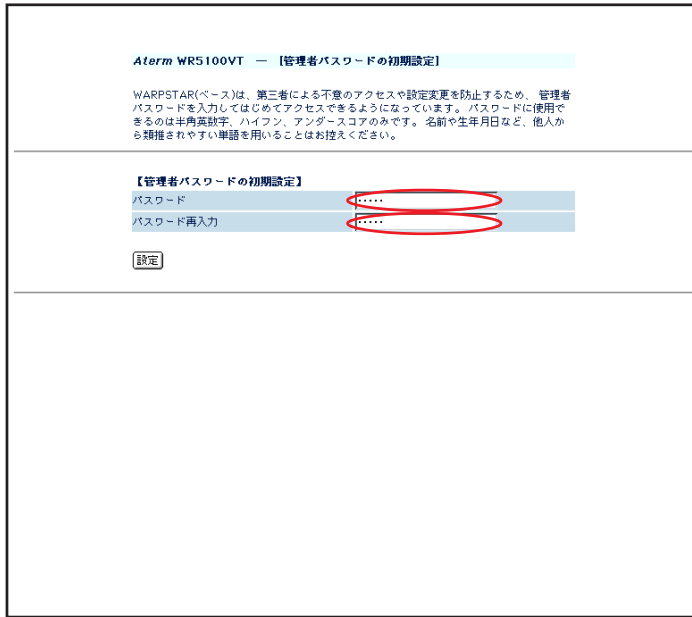 Aterm WR5100VT － [管理者パスワードの初期設定]
WARPSTAR(ベース)は、第三者による不意のアクセスや設定変更を防止するため、 管理者
パスワードを入力してはじめてアクセスできるようになっています。 パスワードに使用で
きるのは半角英数字、ハイフン、アンダースコアのみです。 名前や生年月日など、他人か
ら類推されやすい単語を用いることはお控えください。
【管理者パスワードの初期設定】
パスワード ･････
パスワード再入力 ･････
設定